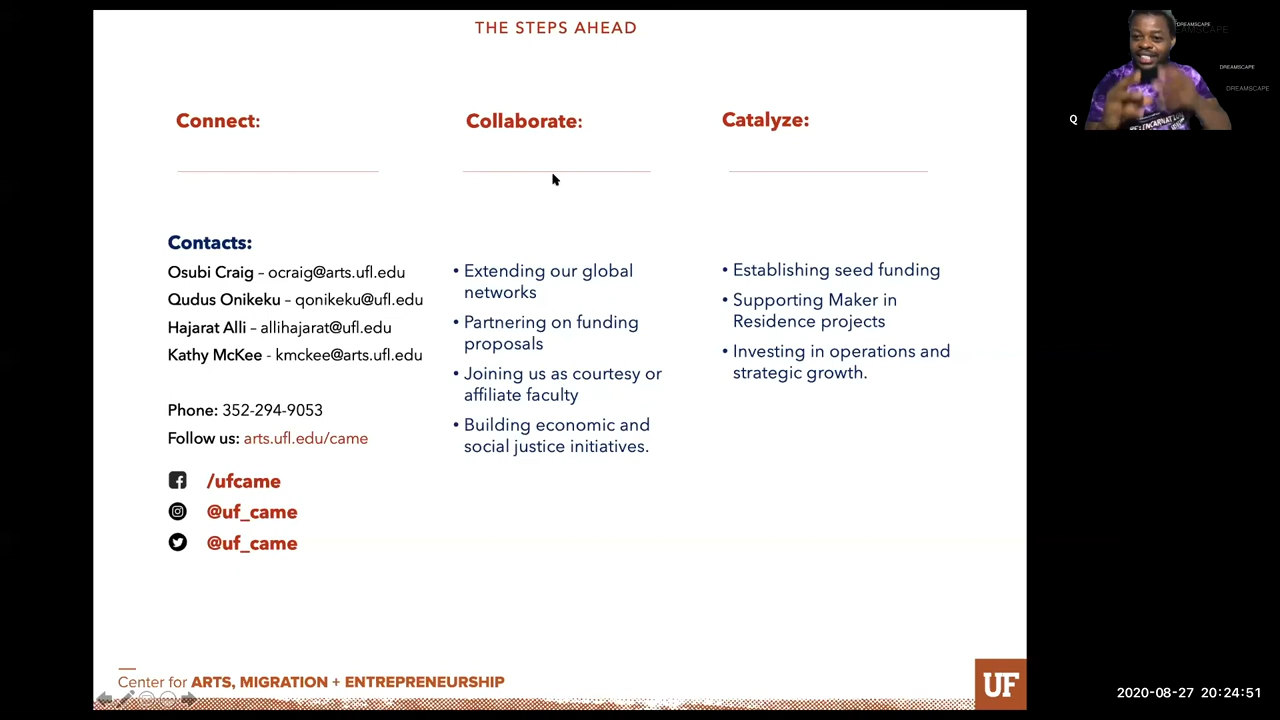 THE STEPS AHEAD
Connect:
Collaborate:
Catalyze:
Contacts:
Osubi Craig – ocraig@arts.ufl.edu
Qudus Onikeku – qonikeku@ufl.edu
Hajarat Alli – allihajarat@ufl.edu
Kathy McKee - kmckee@arts.ufl.edu
Phone: 352-294-9053
Follow us: arts.ufl.edu/came
/ufcame
@uf_came
@uf_came
• Extending our global
networks
• Partnering on funding
proposals
• Joining us as courtesy or
affiliate faculty
• Building economic and
social justice initiatives.
• Establishing seed funding
• Supporting Maker in
Residence projects
• Investing in operations and
strategic growth.
Center for ARTS, MIGRATION + ENTREPRENEURSHIP
UF
DREAMSCAPE
DREAMSCAPE
DREAMSCAPE
Q
2020-08-27 20:24:51